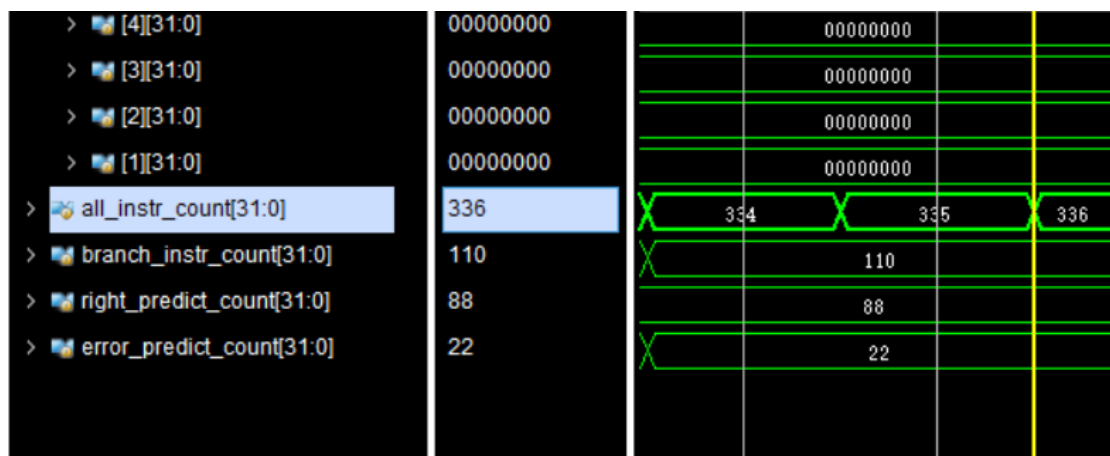 [4][31:0] 00000000 00000000
[3][31:0] 00000000 00000000
[2][31:0] 00000000 00000000
[1][31:0] 00000000 00000000
all_instr_count[31:0] 336 334 335 336
branch_instr_count[31:0] 110 110
right_predict_count[31:0] 88 88
error_predict_count[31:0] 22 22